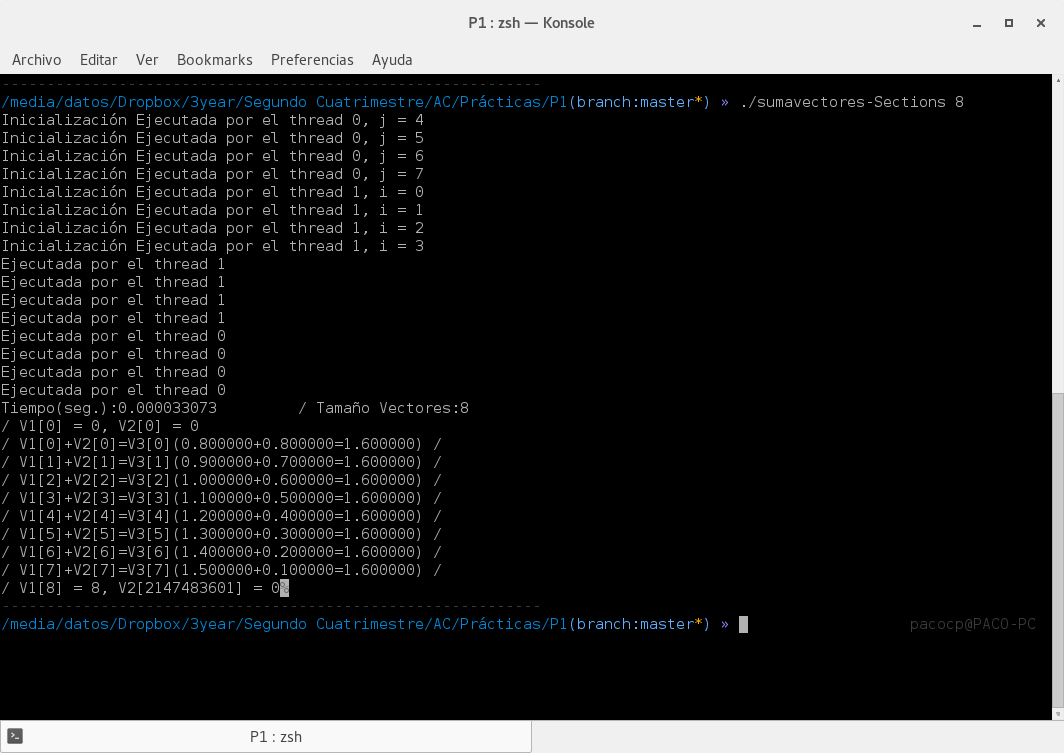 P1 : zsh — Konsole
Archivo Editar Ver Bookmarks Preferencias Ayuda
------------------------------------------------------------
/media/datos/Dropbox/3year/Segundo Cuatrimestre/AC/Prácticas/P1(branch:master*) » ./sumavectores-Sections 8
Inicialización Ejecutada por el thread 0, j = 4
Inicialización Ejecutada por el thread 0, j = 5
Inicialización Ejecutada por el thread 0, j = 6
Inicialización Ejecutada por el thread 0, j = 7
Inicialización Ejecutada por el thread 1, i = 0
Inicialización Ejecutada por el thread 1, i = 1
Inicialización Ejecutada por el thread 1, i = 2
Inicialización Ejecutada por el thread 1, i = 3
Ejecutada por el thread 1
Ejecutada por el thread 1
Ejecutada por el thread 1
Ejecutada por el thread 1
Ejecutada por el thread 0
Ejecutada por el thread 0
Ejecutada por el thread 0
Ejecutada por el thread 0
Tiempo(seg.):0.000033073         / Tamaño Vectores:8
/ V1[0] = 0, V2[0] = 0
/ V1[0]+V2[0]=V3[0](0.800000+0.800000=1.600000) /
/ V1[1]+V2[1]=V3[1](0.900000+0.700000=1.600000) /
/ V1[2]+V2[2]=V3[2](1.000000+0.600000=1.600000) /
/ V1[3]+V2[3]=V3[3](1.100000+0.500000=1.600000) /
/ V1[4]+V2[4]=V3[4](1.200000+0.400000=1.600000) /
/ V1[5]+V2[5]=V3[5](1.300000+0.300000=1.600000) /
/ V1[6]+V2[6]=V3[6](1.400000+0.200000=1.600000) /
/ V1[7]+V2[7]=V3[7](1.500000+0.100000=1.600000) /
/ V1[8] = 8, V2[2147483601] = 0%
------------------------------------------------------------
/media/datos/Dropbox/3year/Segundo Cuatrimestre/AC/Prácticas/P1(branch:master*) » pacocp@PACO-PC
P1 : zsh